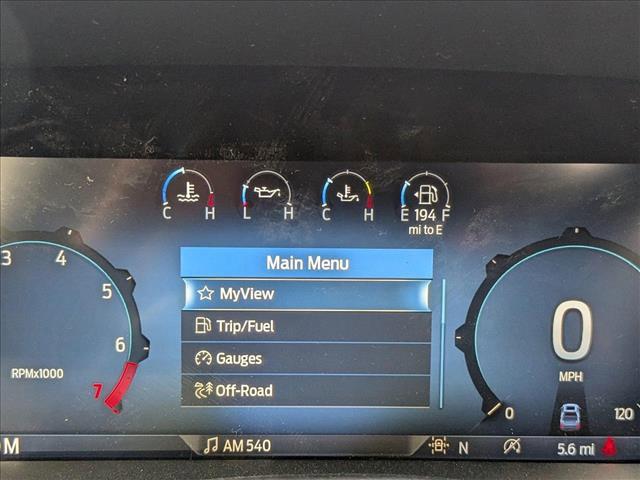 C H L H C H E 194 F
mi to E
Main Menu
MyView
Trip/Fuel
Gauges
Off-Road
3 4 5 6 7
RPMx1000
0
MPH
0 120
AM 540
N
5.6 mi